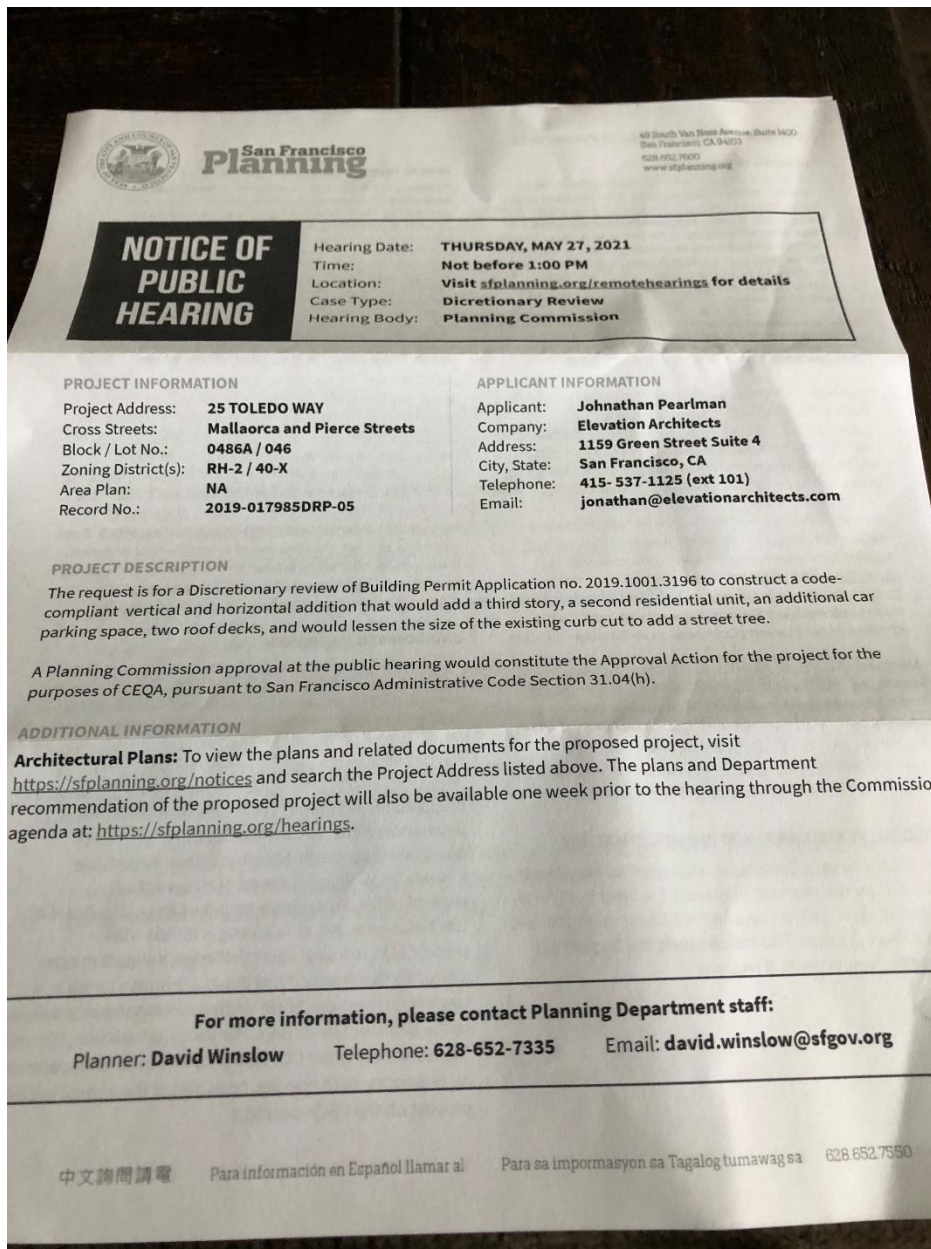 San Francisco
Planning
49 South Van Ness Avenue, Suite 1400
San Francisco, CA 94103
628.652.7600
www.sfplanning.org
NOTICE OF
PUBLIC
HEARING
Hearing Date: THURSDAY, MAY 27, 2021
Time: Not before 1:00 PM
Location: Visit sfplanning.org/remotehearings for details
Case Type: Dicretionary Review
Hearing Body: Planning Commission
PROJECT INFORMATION
Project Address: 25 TOLEDO WAY
Cross Streets: Mallaorca and Pierce Streets
Block / Lot No.: 0486A / 046
Zoning District(s): RH-2 / 40-X
Area Plan: NA
Record No.: 2019-017985DRP-05
APPLICANT INFORMATION
Applicant: Johnathan Pearlman
Company: Elevation Architects
Address: 1159 Green Street Suite 4
City, State: San Francisco, CA
Telephone: 415- 537-1125 (ext 101)
Email: jonathan@elevationarchitects.com
PROJECT DESCRIPTION
The request is for a Discretionary review of Building Permit Application no. 2019.1001.3196 to construct a code-
compliant vertical and horizontal addition that would add a third story, a second residential unit, an additional car
parking space, two roof decks, and would lessen the size of the existing curb cut to add a street tree.
A Planning Commission approval at the public hearing would constitute the Approval Action for the project for the
purposes of CEQA, pursuant to San Francisco Administrative Code Section 31.04(h).
ADDITIONAL INFORMATION
Architectural Plans: To view the plans and related documents for the proposed project, visit
https://sfplanning.org/notices and search the Project Address listed above. The plans and Department
recommendation of the proposed project will also be available one week prior to the hearing through the Commissio
agenda at: https://sfplanning.org/hearings.
For more information, please contact Planning Department staff:
Planner: David Winslow Telephone: 628-652-7335 Email: david.winslow@sfgov.org
中文詢問請電 Para información en Español llamar al Para sa impormasyon sa Tagalog tumawag sa 628.652.7550